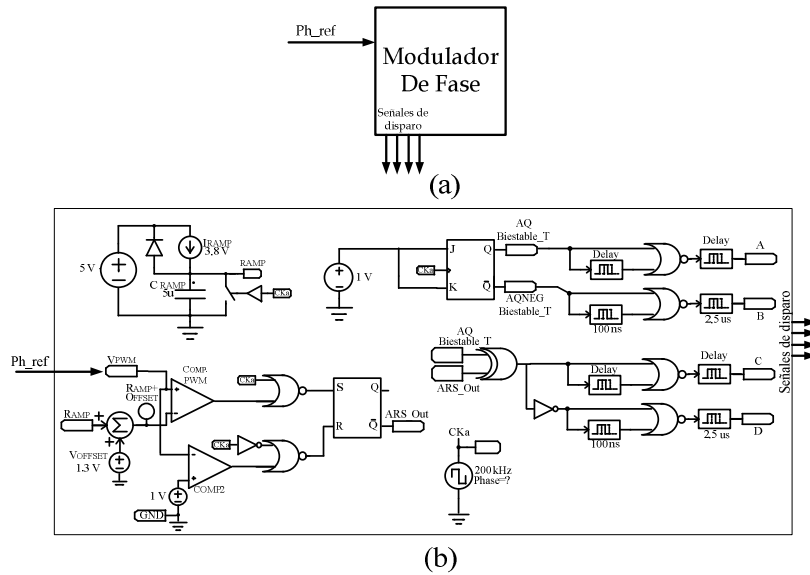 Ph_ref
Modulador
De Fase
Señales de
disparo
(a)
5 V
IRAMP
3.8 V
C RAMP
5u
RAMP
CKa
1 V
CKa
J
K
Q
Q̅
AQ
Biestable_T
AQNEG
Biestable_T
Delay
100ns
Delay
2,5 us
A
B
Ph_ref
VPWM
RAMP+
OFFSET
RAMP
VOFFSET
1.3 V
COMP.
PWM
CKa
CKa
COMP2
1 V
GND
S
R
Q
Q̅
ARS_Out
AQ
Biestable_T
ARS_Out
CKa
200 kHz
Phase=?
Delay
100ns
Delay
2,5 us
C
D
Señales de disparo
(b)